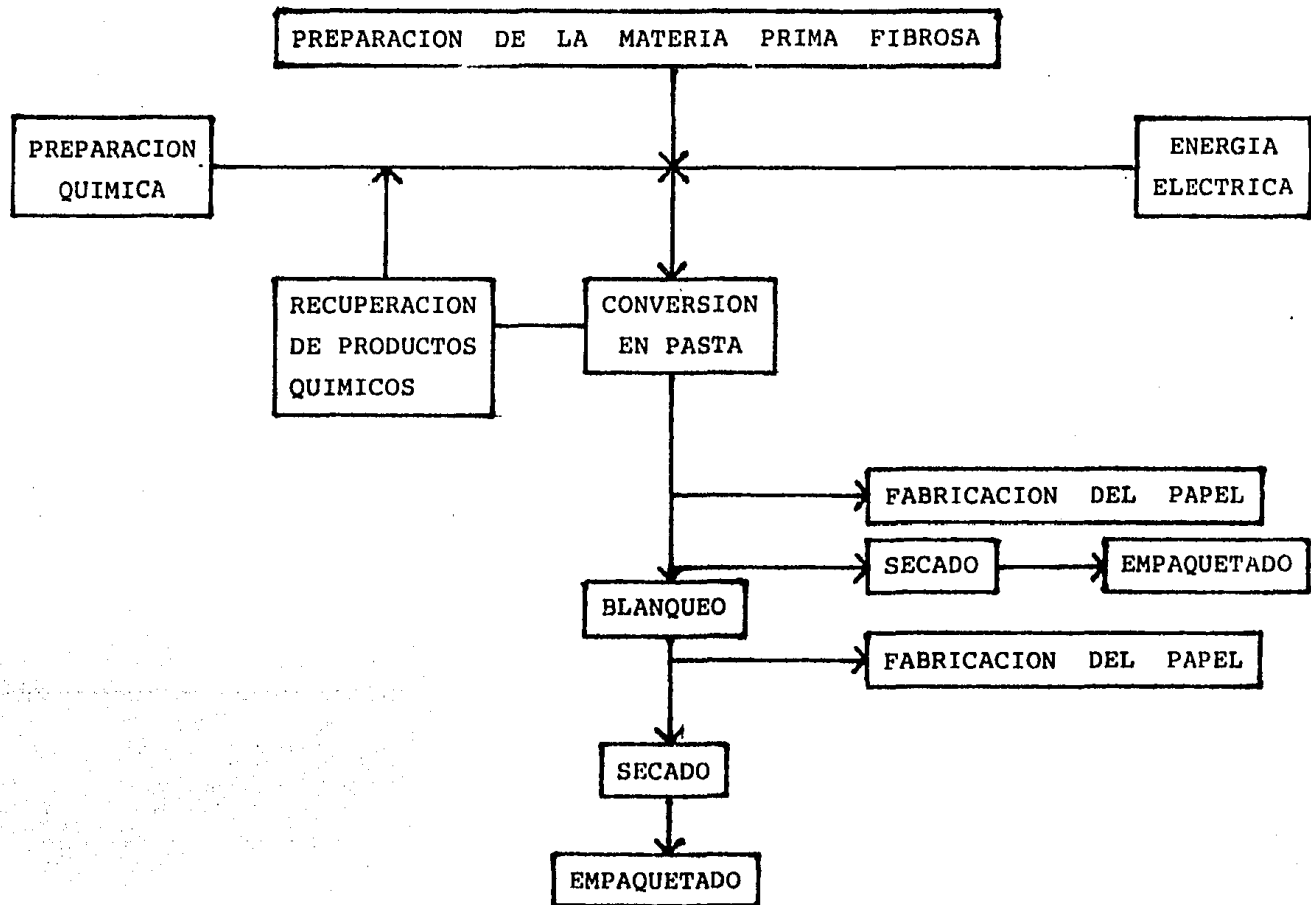 PREPARACION DE LA MATERIA PRIMA FIBROSA
PREPARACION
QUIMICA
ENERGIA
ELECTRICA
RECUPERACION
DE PRODUCTOS
QUIMICOS
CONVERSION
EN PASTA
FABRICACION DEL PAPEL
SECADO
EMPAQUETADO
BLANQUEO
FABRICACION DEL PAPEL
SECADO
EMPAQUETADO